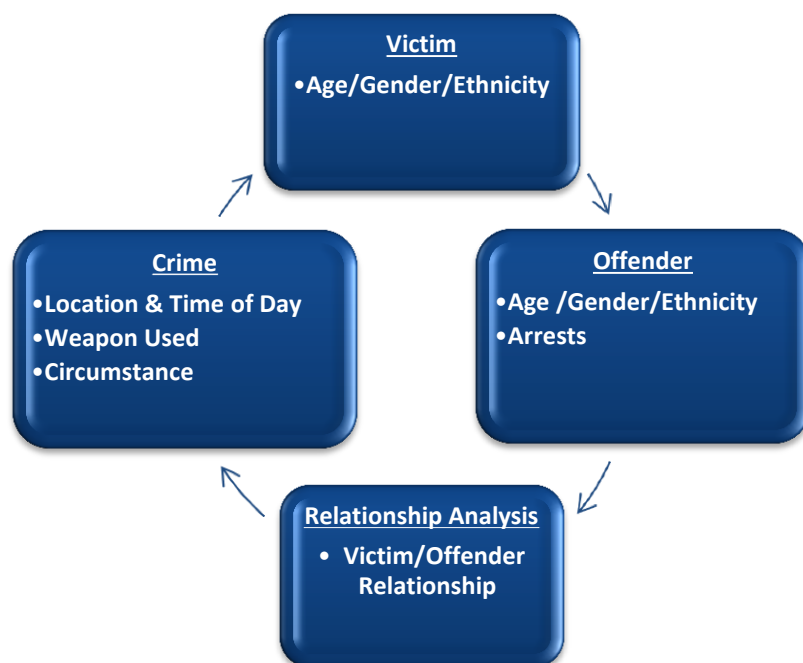 Victim
•Age/Gender/Ethnicity
Crime
•Location & Time of Day
•Weapon Used
•Circumstance
Offender
•Age /Gender/Ethnicity
•Arrests
Relationship Analysis
• Victim/Offender
Relationship